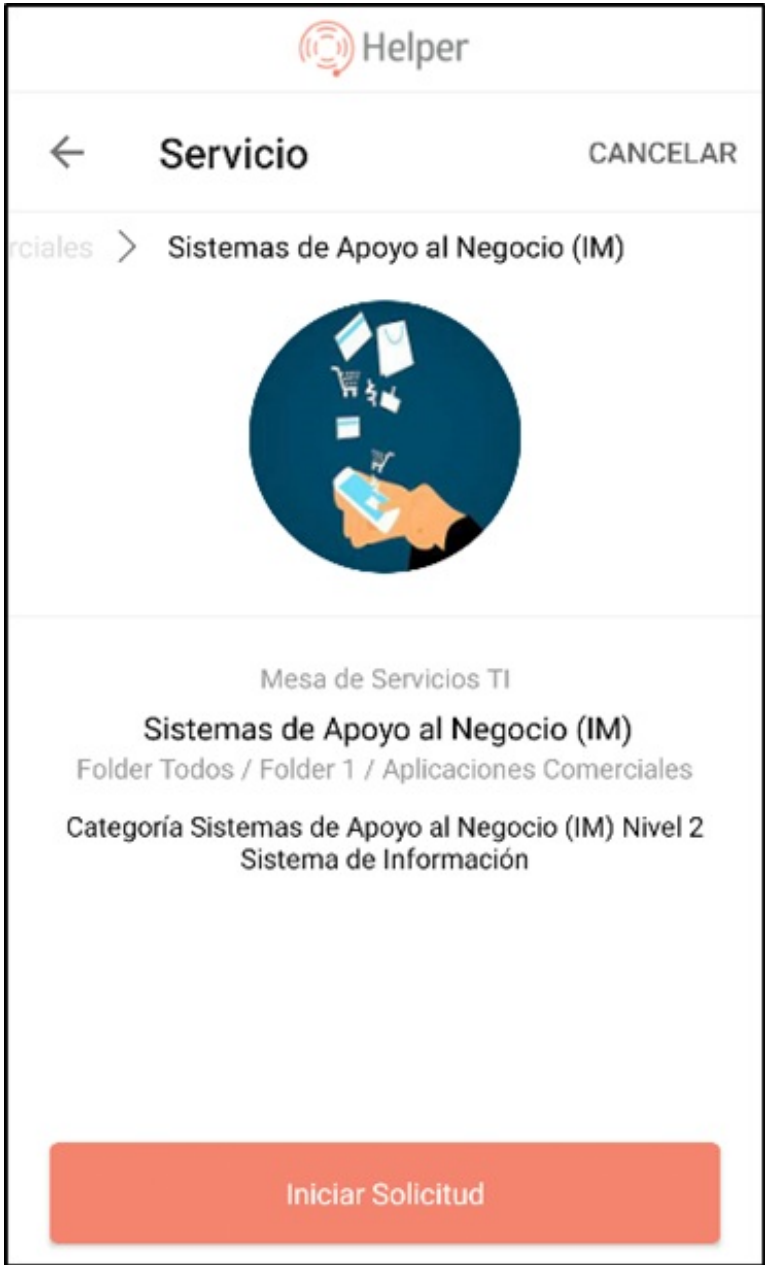 Helper
Servicio
CANCELAR
rciales > Sistemas de Apoyo al Negocio (IM)
Mesa de Servicios TI
Sistemas de Apoyo al Negocio (IM)
Folder Todos / Folder 1 / Aplicaciones Comerciales
Categoría Sistemas de Apoyo al Negocio (IM) Nivel 2
Sistema de Información
Iniciar Solicitud